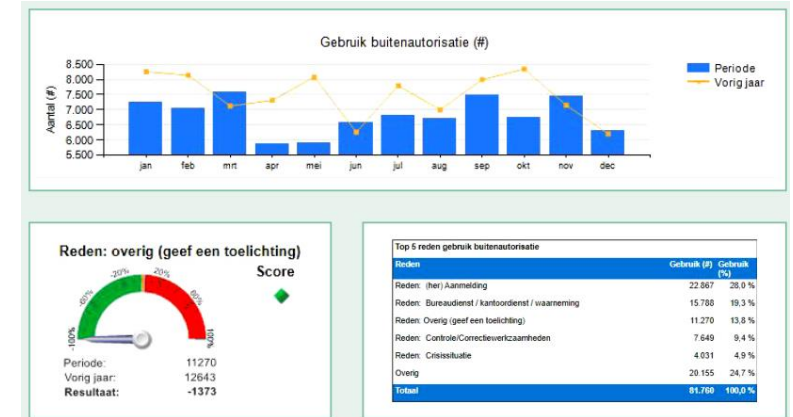 Gebruik buitenautorisatie (#)
Aantal (#)
8.500
8.000
7.500
7.000
6.500
6.000
5.500
jan feb mrt apr mei jun jul aug sep okt nov dec
Periode
Vorig jaar
Reden: overig (geef een toelichting)
Score
-100% -60% -20% 20% 60% 100%
Periode: 11270
Vorig jaar: 12643
Resultaat: -1373
Top 5 reden gebruik buitenautorisatie
Reden Gebruik (#) Gebruik (%)
Reden: (her) Aanmelding 22.867 28,0 %
Reden: Bureaudienst / kantoordienst / waarneming 15.788 19,3 %
Reden: Overig (geef een toelichting) 11.270 13,8 %
Reden: Controle/Correctiewerkzaamheden 7.649 9,4 %
Reden: Crisissituatie 4.031 4,9 %
Overig 20.155 24,7 %
Totaal 81.760 100,0 %